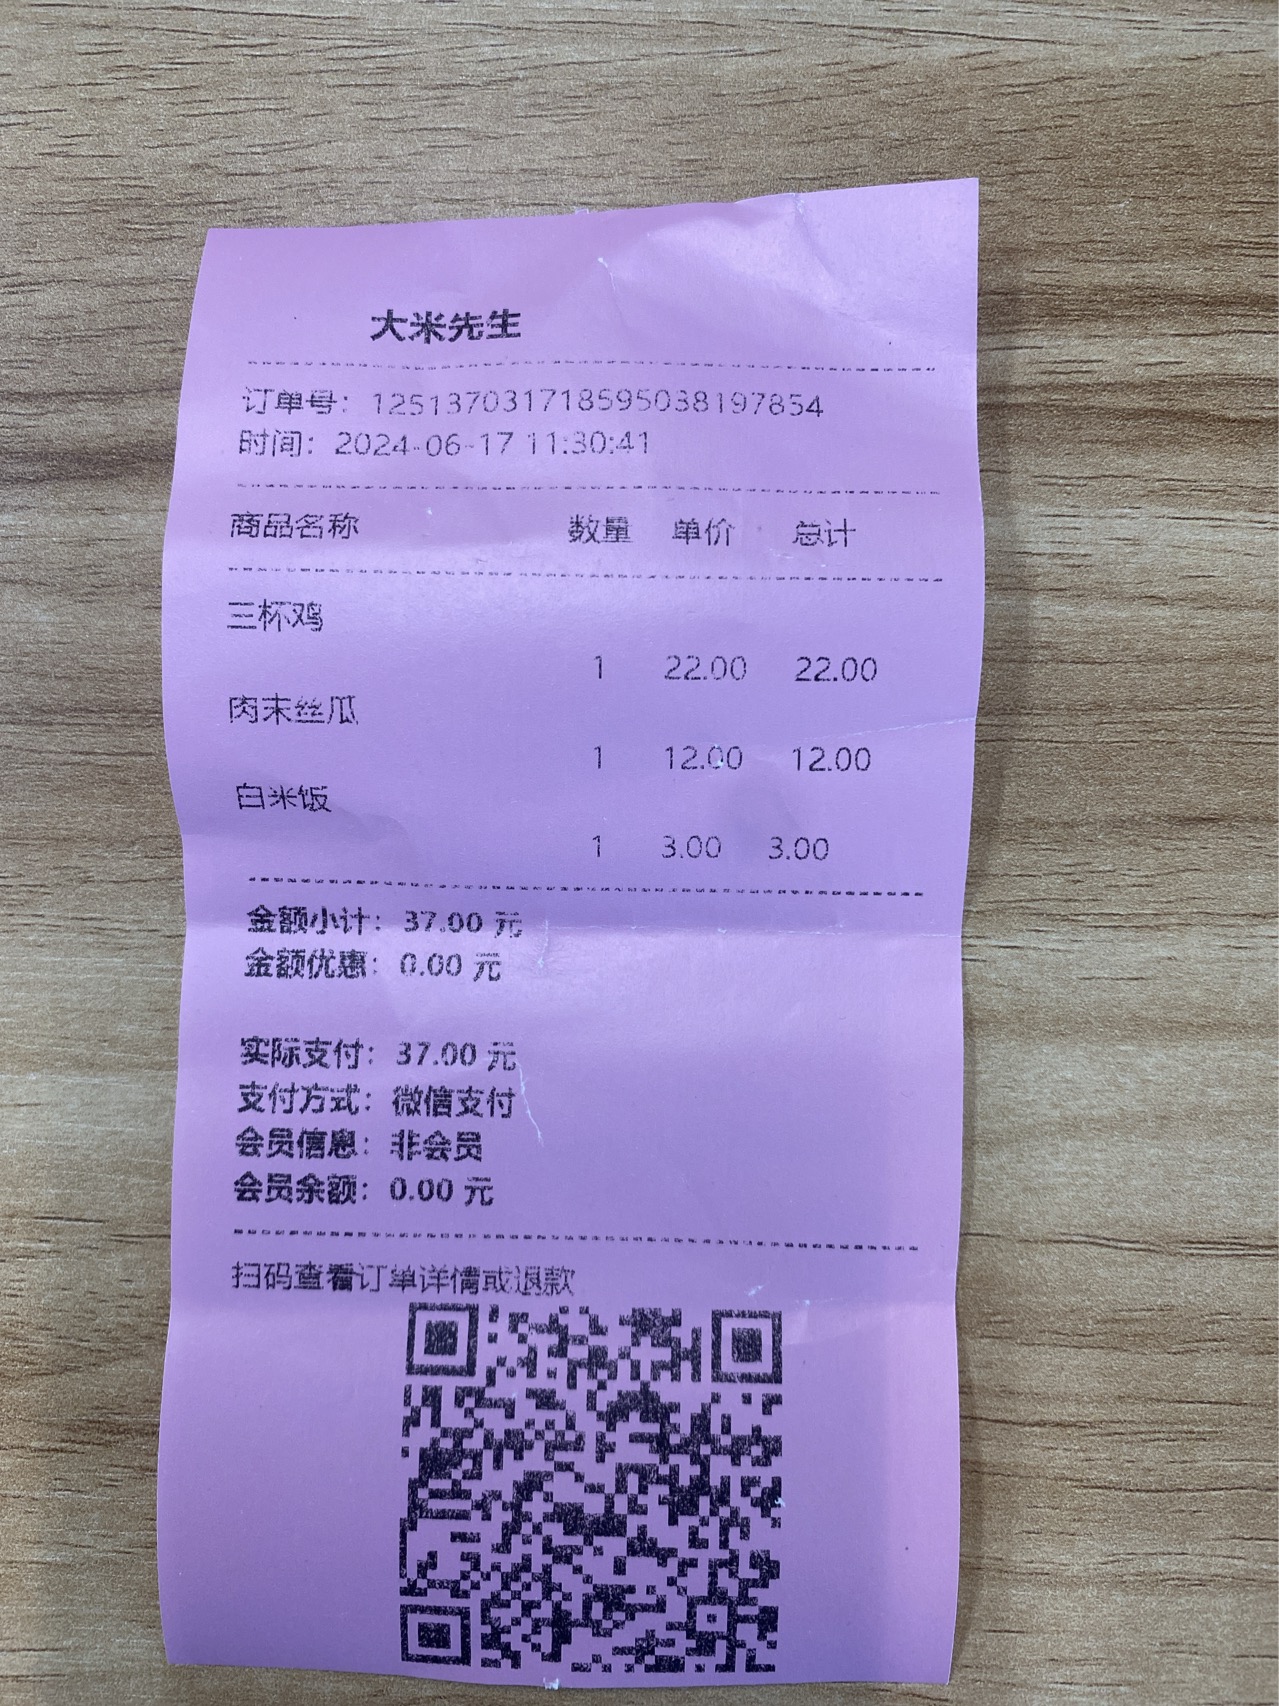 大米先生
订单号：12513703171859503819​7854
时间：2024-06-17 11:30:41
商品名称 数量 单价 总计
三杯鸡
1 22.00 22.00
肉末丝瓜
1 12.00 12.00
白米饭
1 3.00 3.00
金额小计：37.00 元
金额优惠：0.00 元
实际支付：37.00 元
支付方式：微信支付
会员信息：非会员
会员余额：0.00 元
扫码查看订单详情或退款